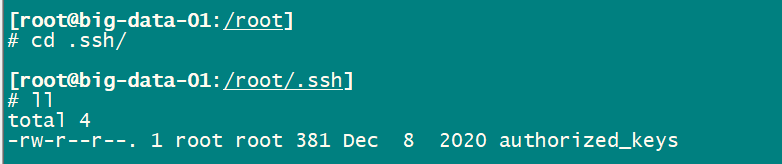 [root@big-data-01:/root]
# cd .ssh/
[root@big-data-01:/root/.ssh]
# ll
total 4
-rw-r--r--. 1 root root 381 Dec  8  2020 authorized_keys